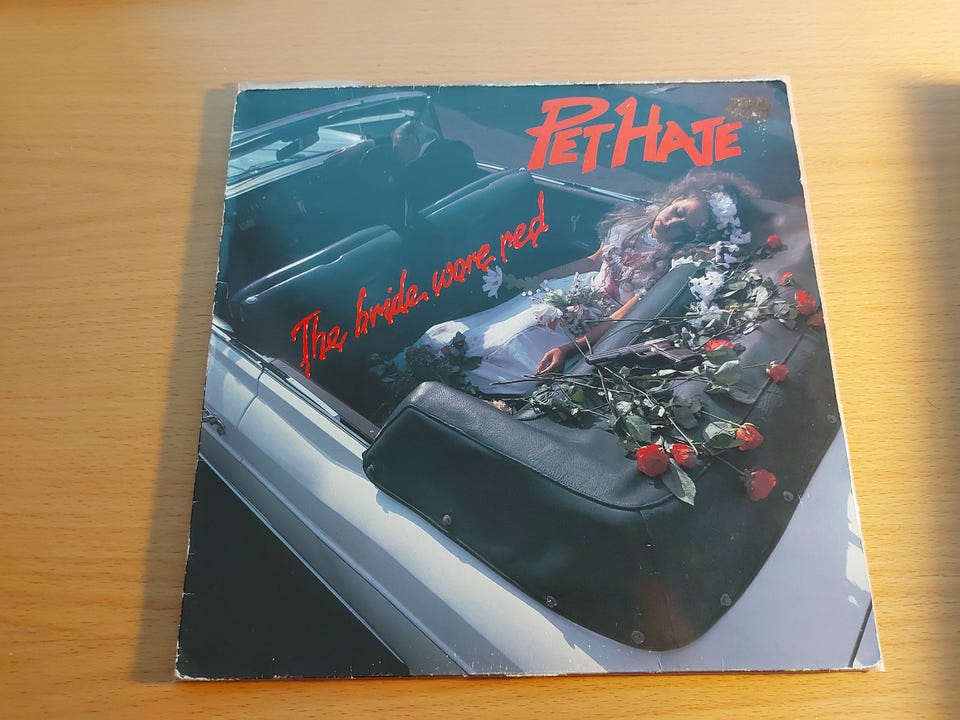 PET HATE
The bride wore red